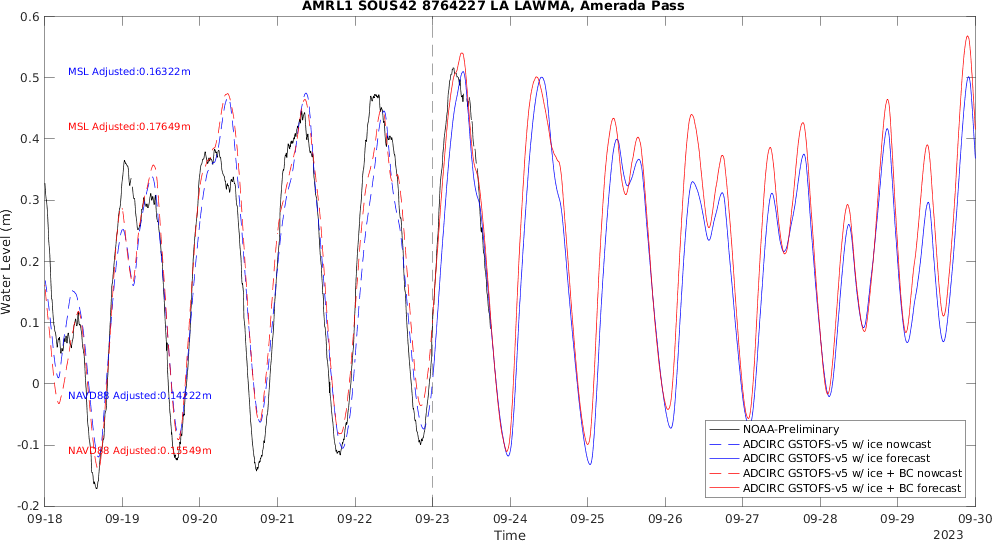 AMRL1 SOUS42 8764227 LA LAWMA, Amerada Pass
0.6
0.5
0.4
0.3
0.2
0.1
0
-0.1
-0.2
Water Level (m)
MSL Adjusted:0.16322m
MSL Adjusted:0.17649m
NAVD88 Adjusted:0.14222m
NAVD88 Adjusted:0.15549m
NOAA-Preliminary
ADCIRC GSTOFS-v5 w/ ice nowcast
ADCIRC GSTOFS-v5 w/ ice forecast
ADCIRC GSTOFS-v5 w/ ice + BC nowcast
ADCIRC GSTOFS-v5 w/ ice + BC forecast
09-18 09-19 09-20 09-21 09-22 09-23 09-24 09-25 09-26 09-27 09-28 09-29 09-30
Time
2023